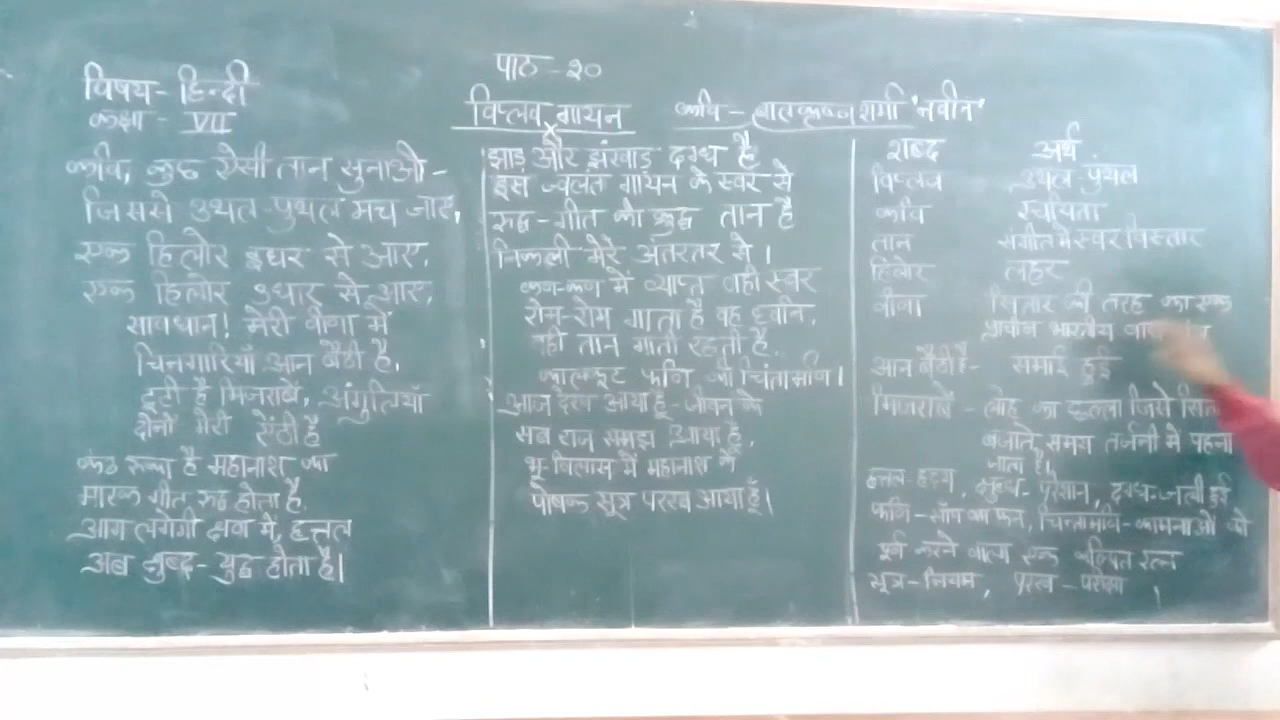 पाठ - २०
विषय - हिन्दी
कक्षा - VII
विप्लव गायन
कवि - बालकृष्ण शर्मा 'नवीन'
कवि, कुछ ऐसी तान सुनाओ -
जिससे उथल-पुथल मच जाए,
एक हिलोर इधर से आए,
एक हिलोर उधर से आए,
सावधान! मेरी वीणा में
चिनगारियाँ आन बैठी हैं,
टूटी हैं मिजराबें, अंगुलियाँ
दोनों मेरी ऐंठी हैं
कंठ रुका है महानाश का
मारक गीत रुद्ध होता है,
आग लगेगी क्षण में, हृत्तल
अब क्षुब्ध - युद्ध होता है।
झाड़ और झंखाड़ दग्ध है
इस ज्वलंत गायन के स्वर से
रुद्ध - गीत की क्रुद्ध तान है
निकली मेरे अंतरतर से।
कण-कण में व्याप्त वही स्वर
रोम-रोम गाता है वह ध्वनि,
वही तान गाती रहती है,
कालकूट फणि की चिंतामणि।
आज देख आया हूँ - जीवन के
सब राज समझ आया हूँ,
भ्रू-विलास में महानाश के
पोषक सूत्र परख आया हूँ।
शब्द अर्थ
विप्लव उथल-पुथल
कवि रचयिता
तान संगीत में स्वर विस्तार
हिलोर लहर
वीणा सितार की तरह का एक
प्राचीन भारतीय
आन बैठी है - समाई हुई
मिजराबें - लोहे का छल्ला जिसे
बजाते समय तर्जनी में पहना
जाता है।
हृत्तल-हृदय, क्षुब्ध-परेशान, दग्ध-जली हुई
फणि - साँप का फन, चिन्तामणि - कामनाओं को
पूर्ण करने वाला एक कल्पित रत्न
सूत्र - नियम, परख - परीक्षा